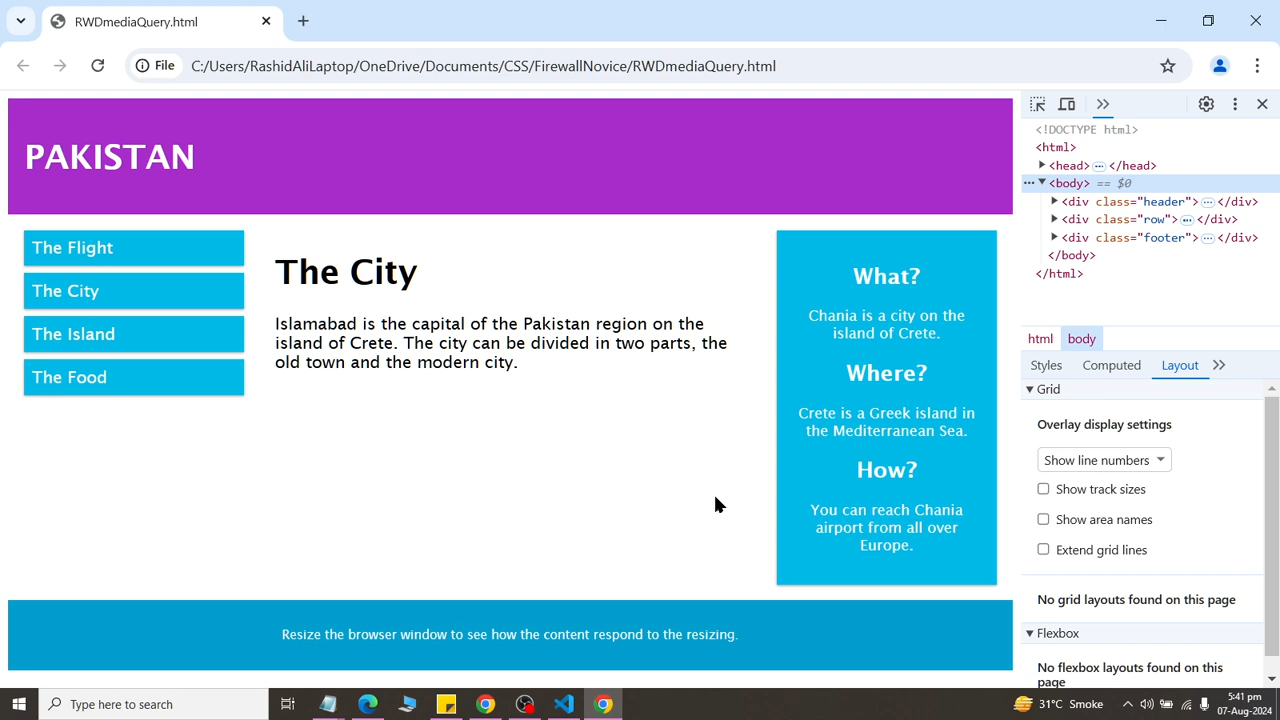 RWDmediaQuery.html
File
C:/Users/RashidAliLaptop/OneDrive/Documents/CSS/FirewallNovice/RWDmediaQuery.html
PAKISTAN
The Flight
The City
The Island
The Food
The City
Islamabad is the capital of the Pakistan region on the
island of Crete. The city can be divided in two parts, the
old town and the modern city.
What?
Chania is a city on the
island of Crete.
Where?
Crete is a Greek island in
the Mediterranean Sea.
How?
You can reach Chania
airport from all over
Europe.
Resize the browser window to see how the content respond to the resizing.
<!DOCTYPE html>
<html>
<head> … </head>
<body> == $0
<div class="header"> … </div>
<div class="row"> … </div>
<div class="footer"> … </div>
</body>
</html>
html body
Styles Computed Layout
Grid
Overlay display settings
Show line numbers
Show track sizes
Show area names
Extend grid lines
No grid layouts found on this page
Flexbox
No flexbox layouts found on this
page
Type here to search
31°C Smoke
5:41 pm
07-Aug-2024